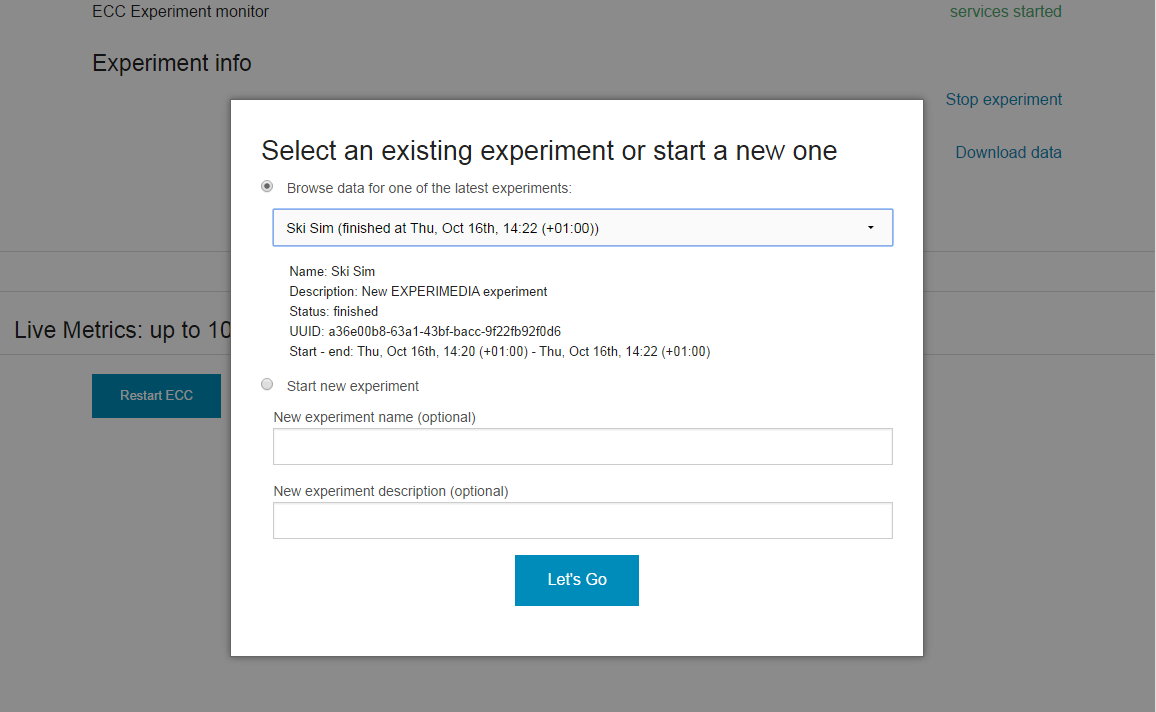 ECC Experiment monitor
services started
Experiment info
Stop experiment
Download data
Select an existing experiment or start a new one
Browse data for one of the latest experiments:
Ski Sim (finished at Thu, Oct 16th, 14:22 (+01:00))
Name: Ski Sim
Description: New EXPERIMEDIA experiment
Status: finished
UUID: a36e00b8-63a1-43bf-bacc-9f22fb92f0d6
Start - end: Thu, Oct 16th, 14:20 (+01:00) - Thu, Oct 16th, 14:22 (+01:00)
Live Metrics: up to 10
Restart ECC
Start new experiment
New experiment name (optional)
New experiment description (optional)
Let's Go